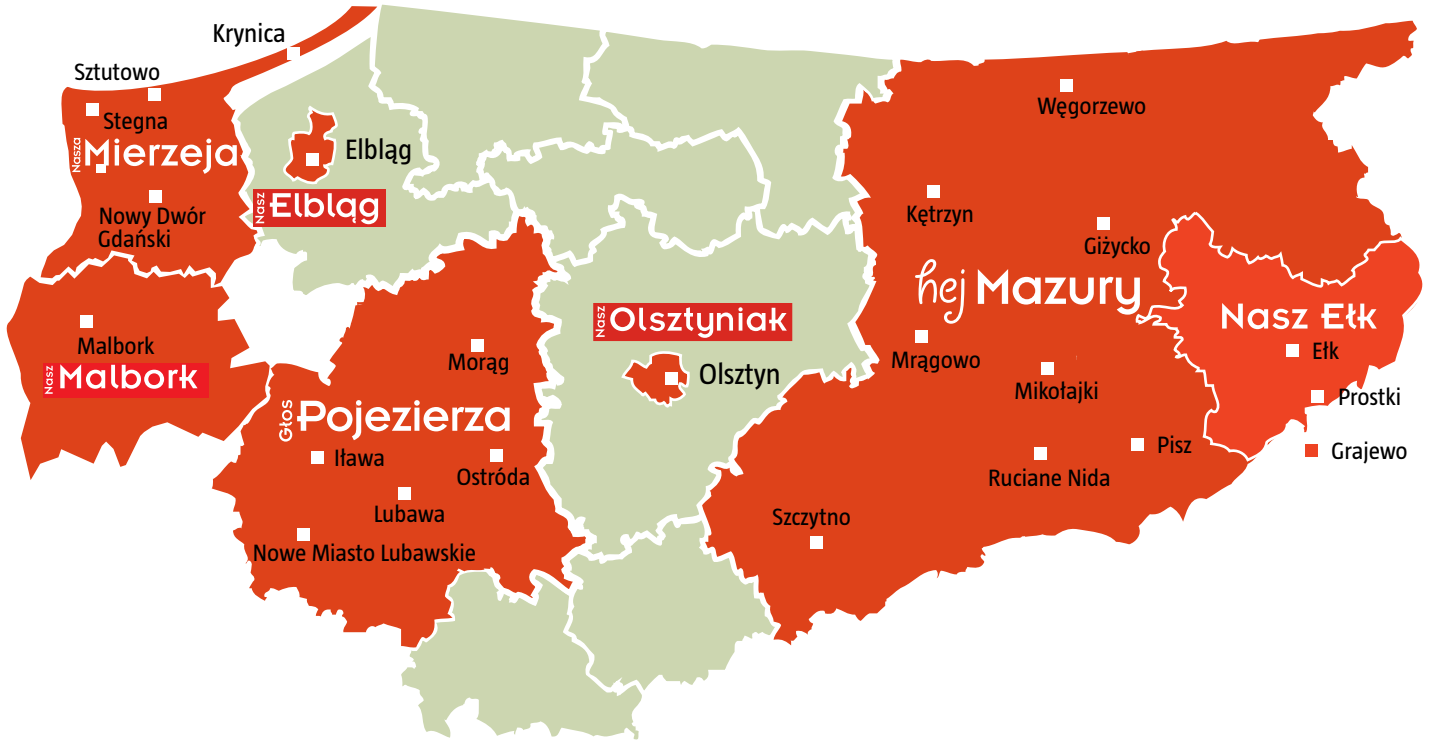 Krynica
Sztutowo
Stegna
Nasza Mierzeja
Nowy Dwór
Gdański
Elbląg
Nasz Elbląg
Malbork
Nasz Malbork
Morąg
Głos Pojezierza
Iława
Ostróda
Lubawa
Nowe Miasto Lubawskie
Nasz Olsztyniak
Olsztyn
Węgorzewo
Kętrzyn
Giżycko
hej Mazury
Nasz Ełk
Ełk
Mrągowo
Mikołajki
Prostki
Pisz
Grajewo
Ruciane Nida
Szczytno